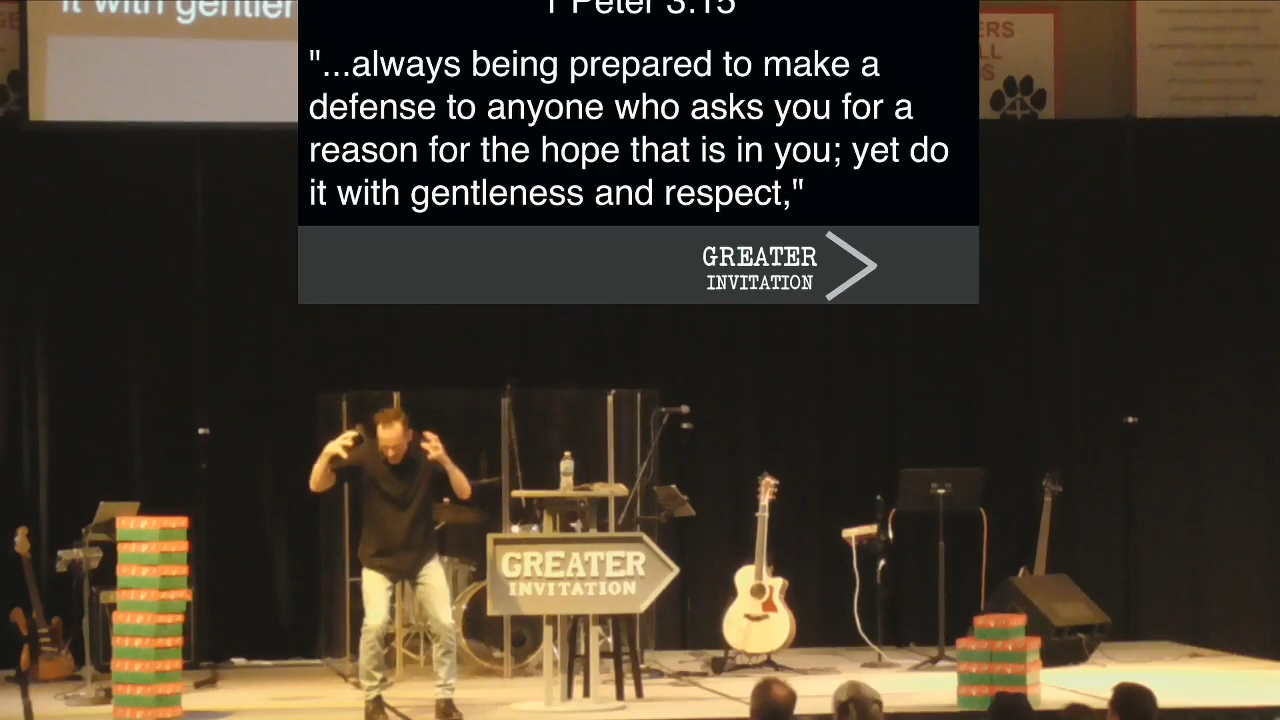 it with gentler
1 Peter 3:15
"...always being prepared to make a
defense to anyone who asks you for a
reason for the hope that is in you; yet do
it with gentleness and respect,"
GREATER
INVITATION
GREATER
INVITATION